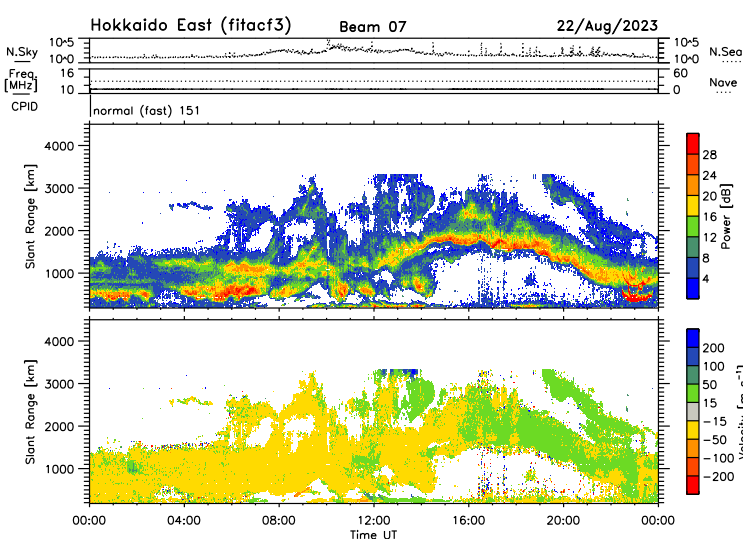 Hokkaido East (fitacf3) Beam 07 22/Aug/2023
N.Sky 10^5 10^0 10^5 10^0 N.Sea
Freq. [MHz] 16 10 60 0 Nave
CPID normal (fast) 151
Slant Range [km]
4000
3000
2000
1000
28
24
20
16
12
8
4
Power [dB]
Slant Range [km]
4000
3000
2000
1000
200
100
50
15
-15
-50
-100
-200
00:00 04:00 08:00 12:00 16:00 20:00 00:00
Time UT